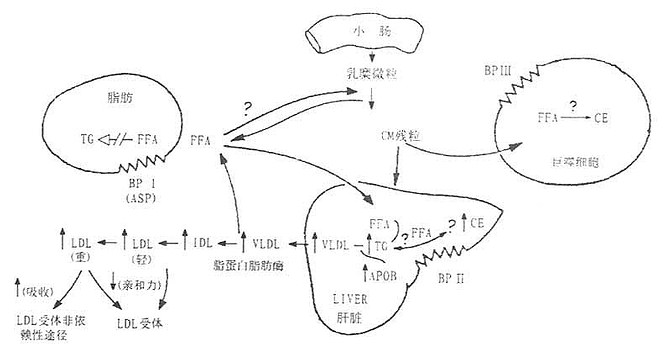 小 肠
乳糜微粒
BPIII
脂肪
?
?
FFA → CE
TG FFA
FFA
CM残粒
巨噬细胞
BP I
(ASP)
FFA
FFA
?
? ↑CE
↑LDL ← ↑LDL ← ↑IDL ← ↑VLDL ← ↑VLDL — ↑TG
(重) (轻)
脂蛋白脂肪酶
↑APOB
BP II
↑(吸收) ↓(亲和力)
LIVER
肝脏
LDL受体非依
赖性途径
LDL受体